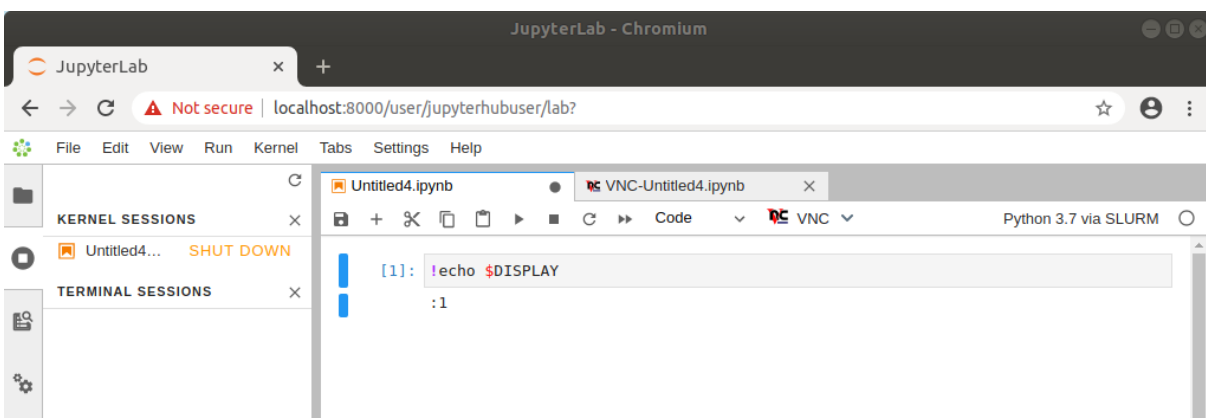 JupyterLab - Chromium
JupyterLab
Not secure | localhost:8000/user/jupyterhubuser/lab?
File Edit View Run Kernel Tabs Settings Help
Untitled4.ipynb VNC-Untitled4.ipynb
KERNEL SESSIONS Code VNC Python 3.7 via SLURM
Untitled4... SHUT DOWN
[1]: !echo $DISPLAY
TERMINAL SESSIONS
:1